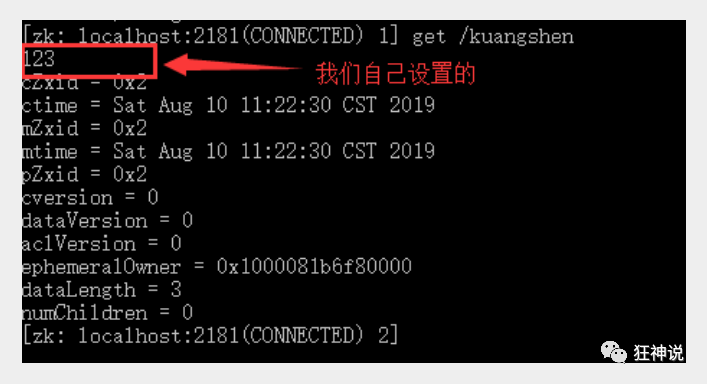 [zk: localhost:2181(CONNECTED) 1] get /kuangshen
123
我们自己设置的
cZxid = 0x2
ctime = Sat Aug 10 11:22:30 CST 2019
mZxid = 0x2
mtime = Sat Aug 10 11:22:30 CST 2019
pZxid = 0x2
cversion = 0
dataVersion = 0
aclVersion = 0
ephemeralOwner = 0x1000081b6f80000
dataLength = 3
numChildren = 0
[zk: localhost:2181(CONNECTED) 2]
狂神说